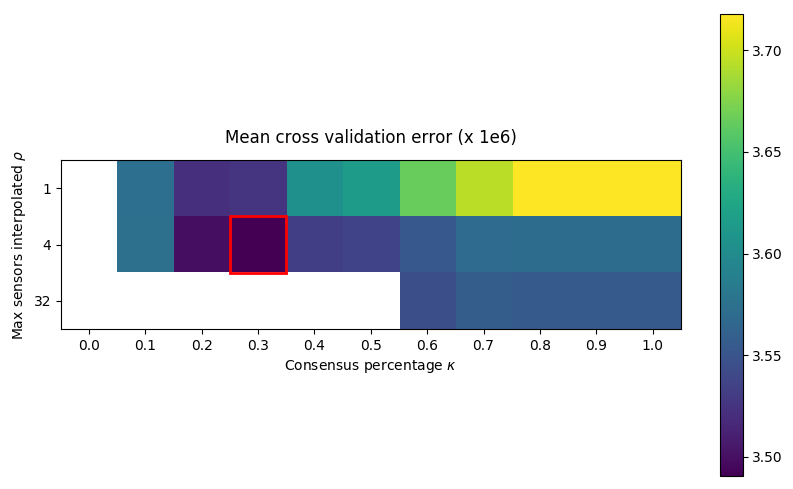 Mean cross validation error (x 1e6)
Max sensors interpolated ρ
1
4
32
0.0 0.1 0.2 0.3 0.4 0.5 0.6 0.7 0.8 0.9 1.0
Consensus percentage κ
3.70
3.65
3.60
3.55
3.50